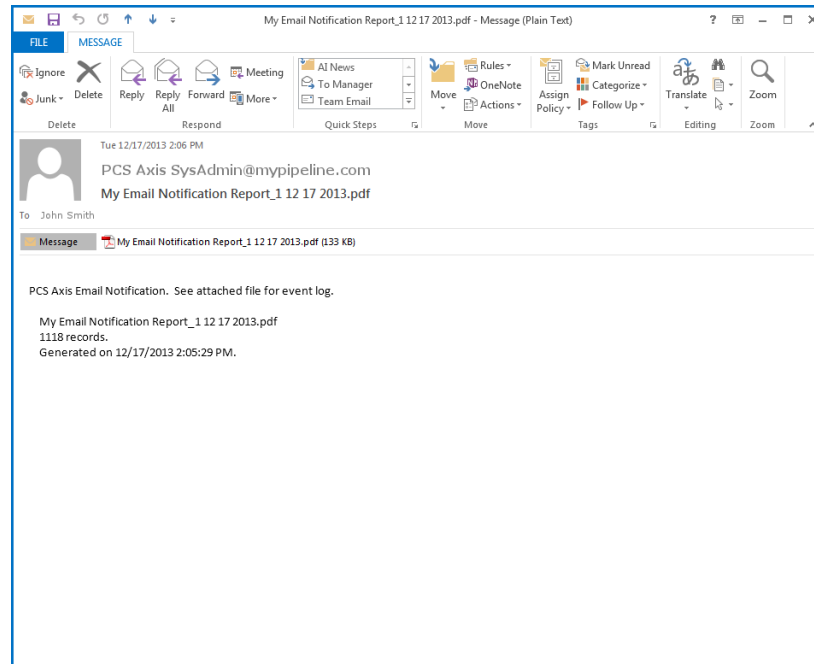 My Email Notification Report_1 12 17 2013.pdf - Message (Plain Text)
?
FILE MESSAGE
Ignore
Junk
Delete
Reply
Reply All
Forward
Meeting
More
AI News
To Manager
Team Email
Move
Rules
OneNote
Actions
Assign Policy
Mark Unread
Categorize
Follow Up
Translate
Zoom
Delete Respond Quick Steps Move Tags Editing Zoom
Tue 12/17/2013 2:06 PM
PCS Axis SysAdmin@mypipeline.com
My Email Notification Report_1 12 17 2013.pdf
To John Smith
Message My Email Notification Report_1 12 17 2013.pdf (133 KB)
PCS Axis Email Notification. See attached file for event log.
My Email Notification Report_1 12 17 2013.pdf
1118 records.
Generated on 12/17/2013 2:05:29 PM.